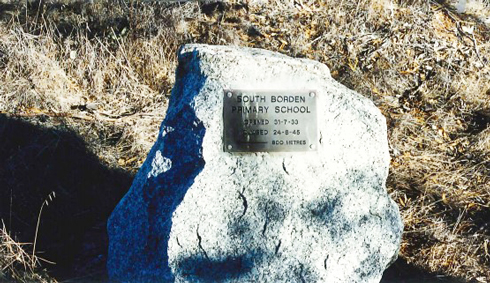 SOUTH BORDEN
PRIMARY SCHOOL
OPENED 31-7-33
CLOSED 24-8-45
800 METRES